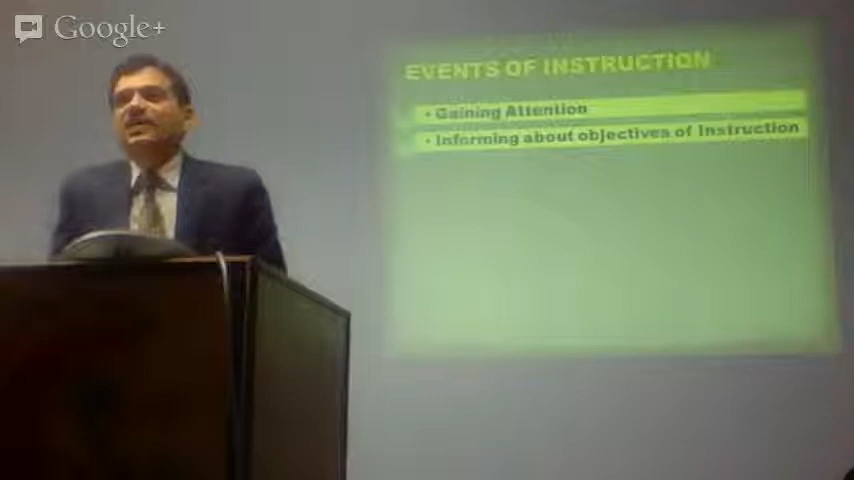 Google+
EVENTS OF INSTRUCTION
• Gaining Attention
• Informing about objectives of Instruction